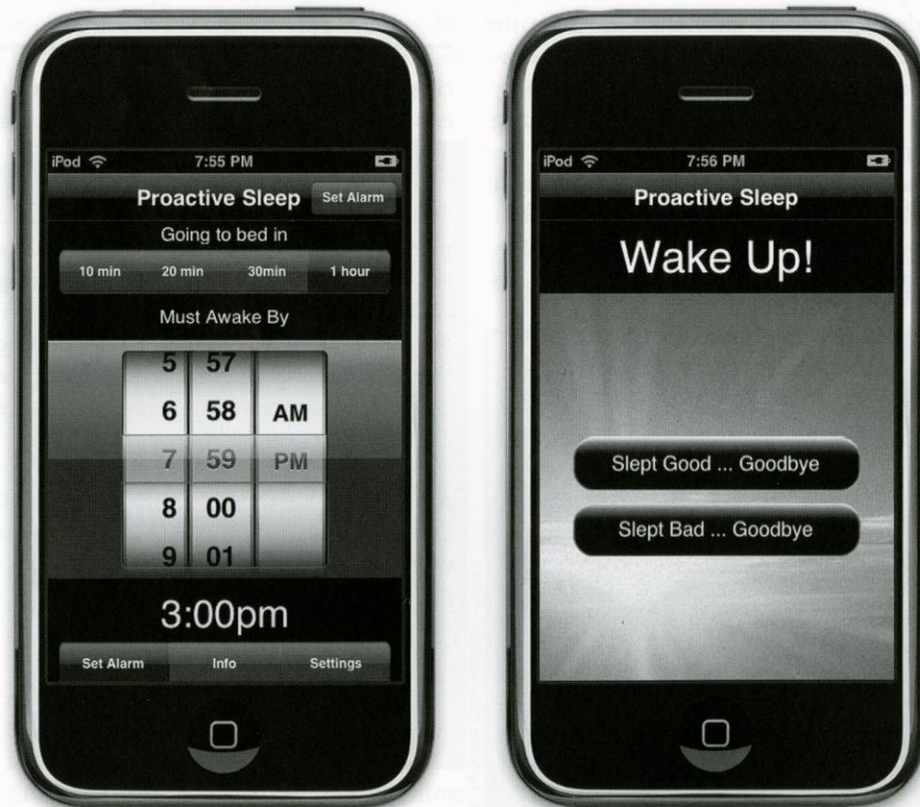 iPod 7:55 PM
Proactive Sleep Set Alarm
Going to bed in
10 min 20 min 30min 1 hour
Must Awake By
5 57
6 58 AM
7 59 PM
8 00
9 01
3:00pm
Set Alarm Info Settings
iPod 7:56 PM
Proactive Sleep
Wake Up!
Slept Good ... Goodbye
Slept Bad ... Goodbye